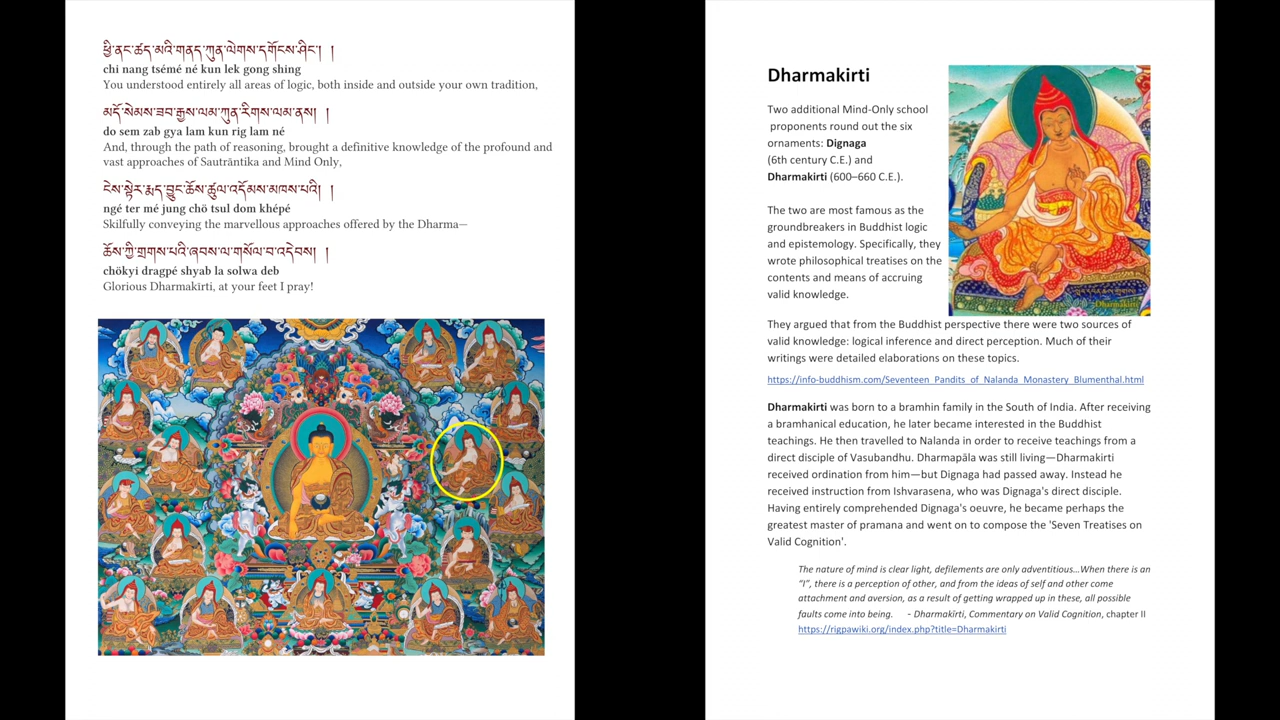 ཕྱི་ནང་ཚད་མའི་གནད་ཀུན་ལེགས་དགོངས་ཤིང་། །
chi nang tsémé né kun lek gong shing
You understood entirely all areas of logic, both inside and outside your own tradition,
མདོ་སེམས་ཟབ་རྒྱས་ལམ་ཀུན་རིགས་ལམ་ནས། །
do sem zab gya lam kun rig lam né
And, through the path of reasoning, brought a definitive knowledge of the profound and
vast approaches of Sautrāntika and Mind Only,
ངེས་སྟེར་རྨད་བྱུང་ཆོས་ཚུལ་འདོམས་མཁས་པའི། །
ngé ter mé jung chö tsul dom khépé
Skilfully conveying the marvellous approaches offered by the Dharma—
ཆོས་ཀྱི་གྲགས་པའི་ཞབས་ལ་གསོལ་བ་འདེབས། །
chökyi dragpé shyab la solwa deb
Glorious Dharmakīrti, at your feet I pray!
Dharmakirti
Two additional Mind-Only school
proponents round out the six
ornaments: Dignaga
(6th century C.E.) and
Dharmakirti (600–660 C.E.).
The two are most famous as the
groundbreakers in Buddhist logic
and epistemology. Specifically, they
wrote philosophical treatises on the
contents and means of accruing
valid knowledge.
Dharmakirti
They argued that from the Buddhist perspective there were two sources of
valid knowledge: logical inference and direct perception. Much of their
writings were detailed elaborations on these topics.
https://info-buddhism.com/Seventeen_Pandits_of_Nalanda_Monastery_Blumenthal.html
Dharmakirti was born to a bramhin family in the South of India. After receiving
a bramhanical education, he later became interested in the Buddhist
teachings. He then travelled to Nalanda in order to receive teachings from a
direct disciple of Vasubandhu. Dharmapāla was still living—Dharmakirti
received ordination from him—but Dignaga had passed away. Instead he
received instruction from Ishvarasena, who was Dignaga's direct disciple.
Having entirely comprehended Dignaga's oeuvre, he became perhaps the
greatest master of pramana and went on to compose the 'Seven Treatises on
Valid Cognition'.
The nature of mind is clear light, defilements are only adventitious…When there is an
“I”, there is a perception of other, and from the ideas of self and other come
attachment and aversion, as a result of getting wrapped up in these, all possible
faults come into being. - Dharmakīrti, Commentary on Valid Cognition, chapter II
https://rigpawiki.org/index.php?title=Dharmakirti